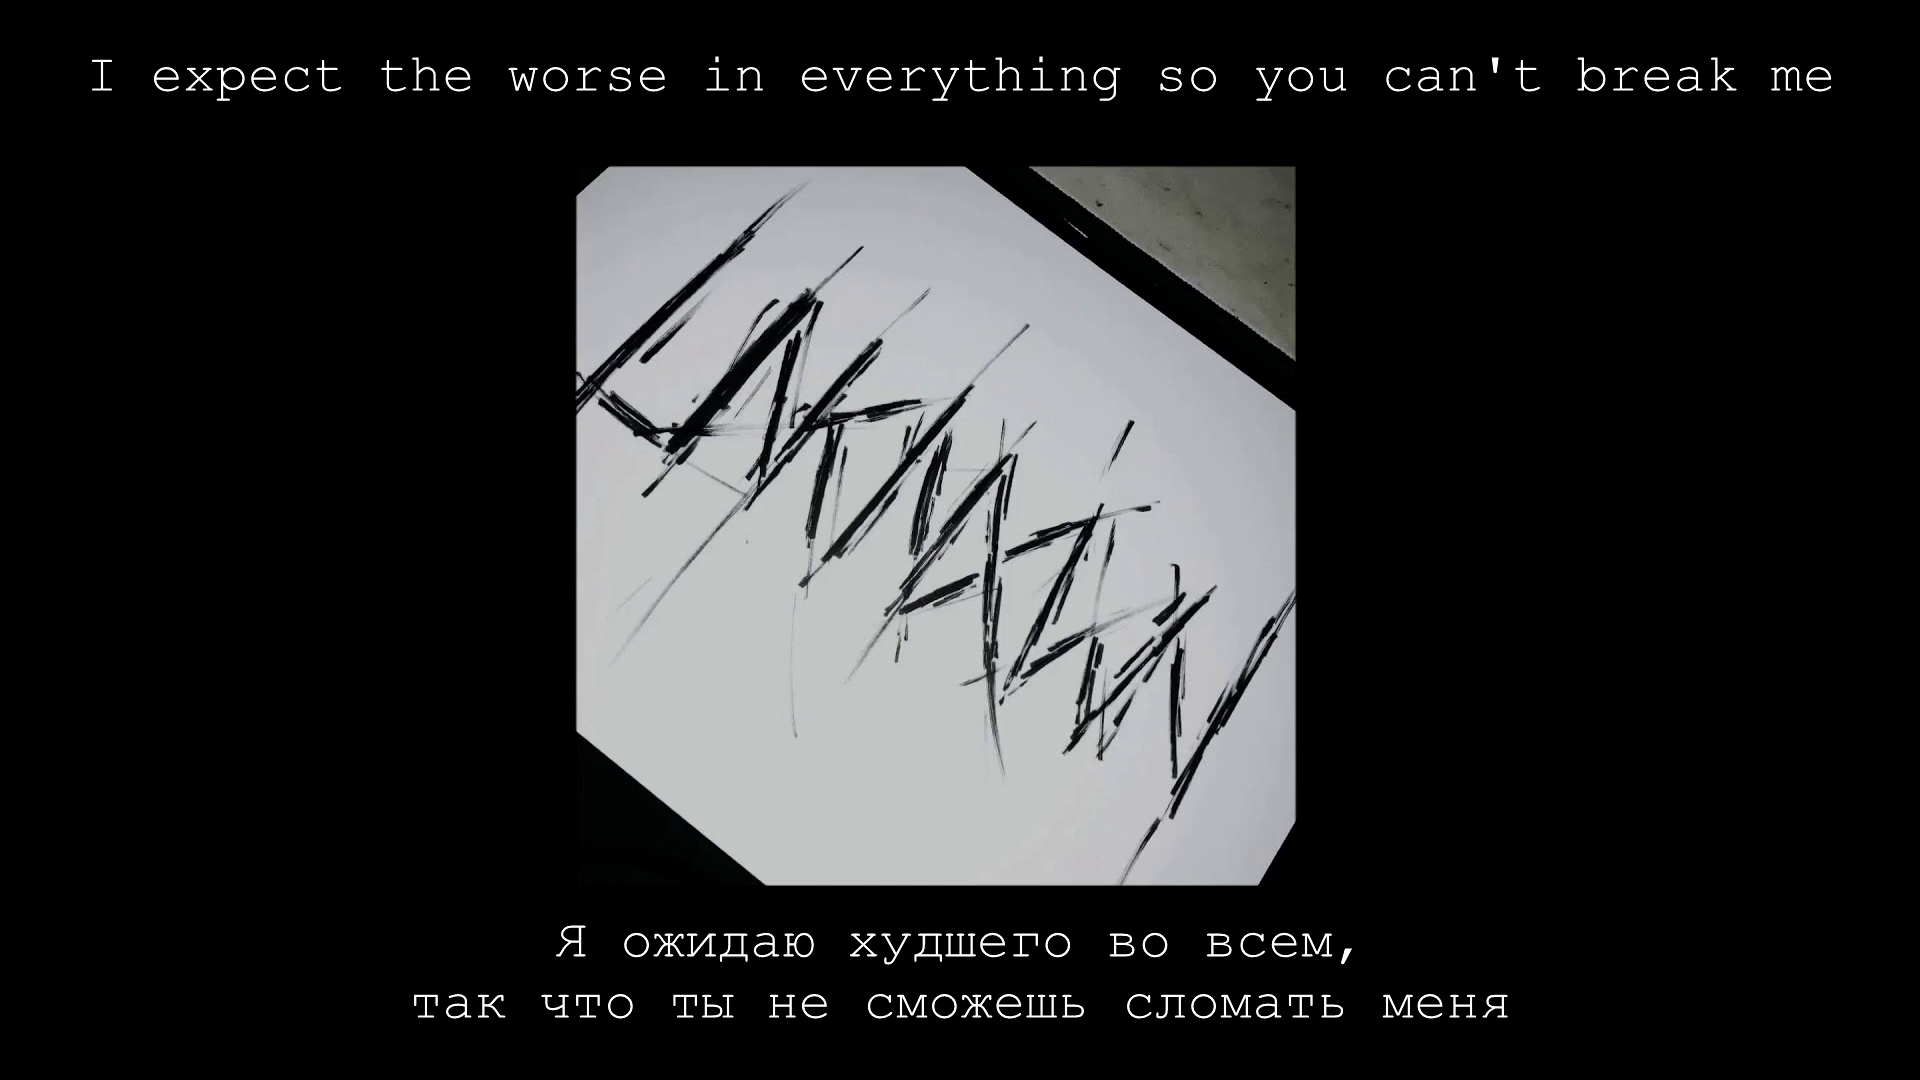 I expect the worse in everything so you can't break me
Я ожидаю худшего во всем,
так что ты не сможешь сломать меня